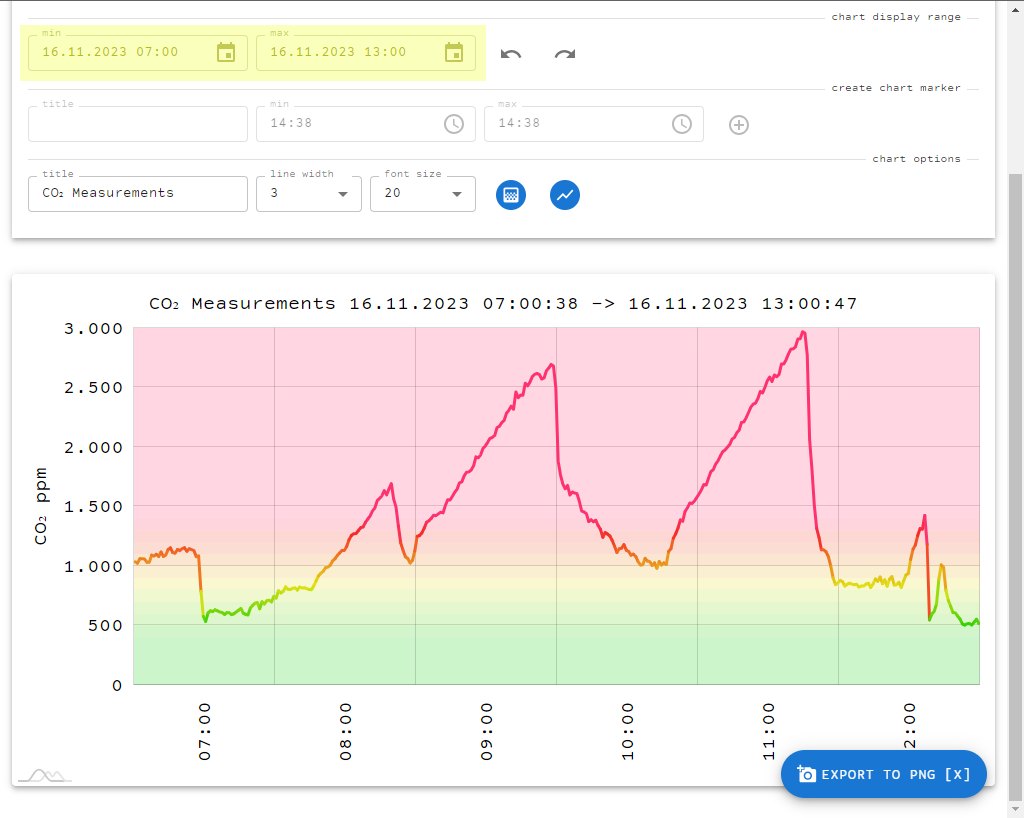 chart display range
min
max
16.11.2023 07:00
16.11.2023 13:00
create chart marker
title
min
max
14:38
14:38
chart options
title
line width
font size
CO₂ Measurements
3
20
CO₂ Measurements 16.11.2023 07:00:38 –> 16.11.2023 13:00:47
CO₂ ppm
3.000
2.500
2.000
1.500
1.000
500
0
07:00
08:00
09:00
10:00
11:00
2:00
EXPORT TO PNG [X]